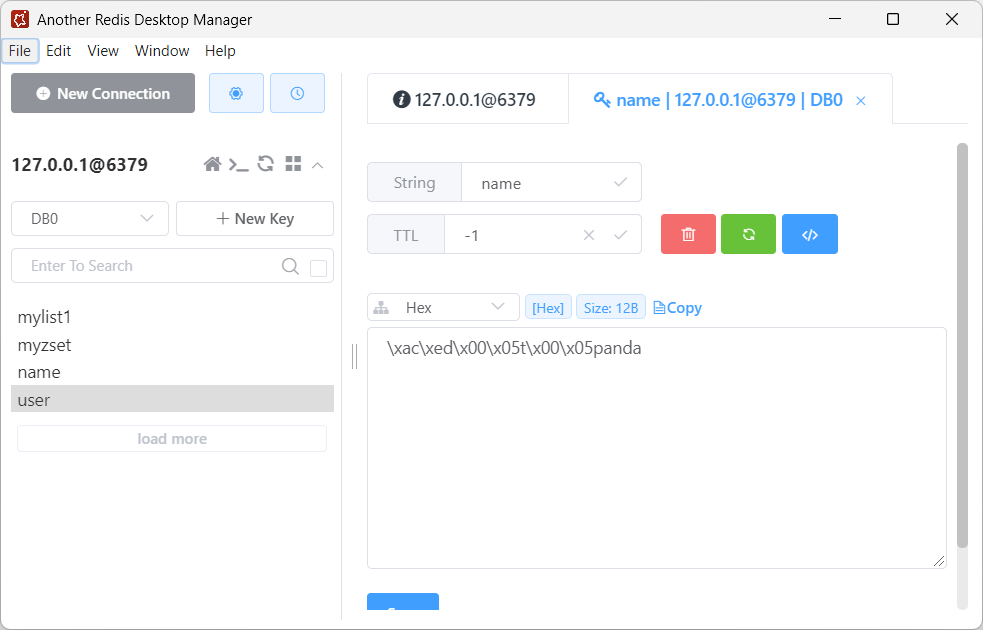 Another Redis Desktop Manager
File Edit View Window Help
New Connection
127.0.0.1@6379
name | 127.0.0.1@6379 | DB0
127.0.0.1@6379
String name
DB0
New Key
TTL -1
Enter To Search
Hex
[Hex]
Size: 12B
Copy
mylist1
myzset
name
user
load more
\xac\xed\x00\x05t\x00\x05panda